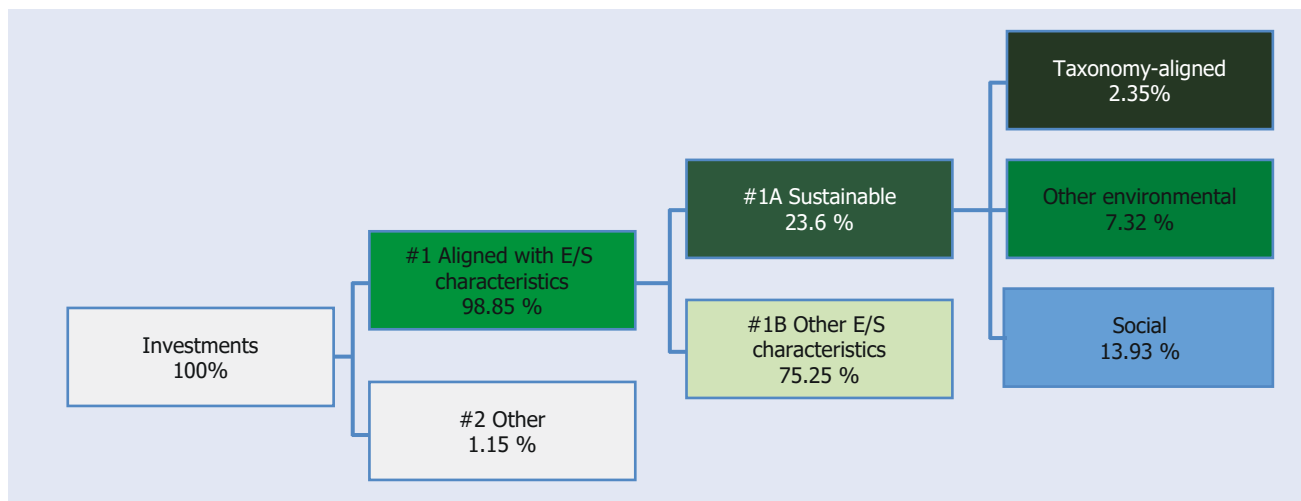 Investments
100%
#1 Aligned with E/S
characteristics
98.85 %
#2 Other
1.15 %
#1A Sustainable
23.6 %
#1B Other E/S
characteristics
75.25 %
Taxonomy-aligned
2.35%
Other environmental
7.32 %
Social
13.93 %